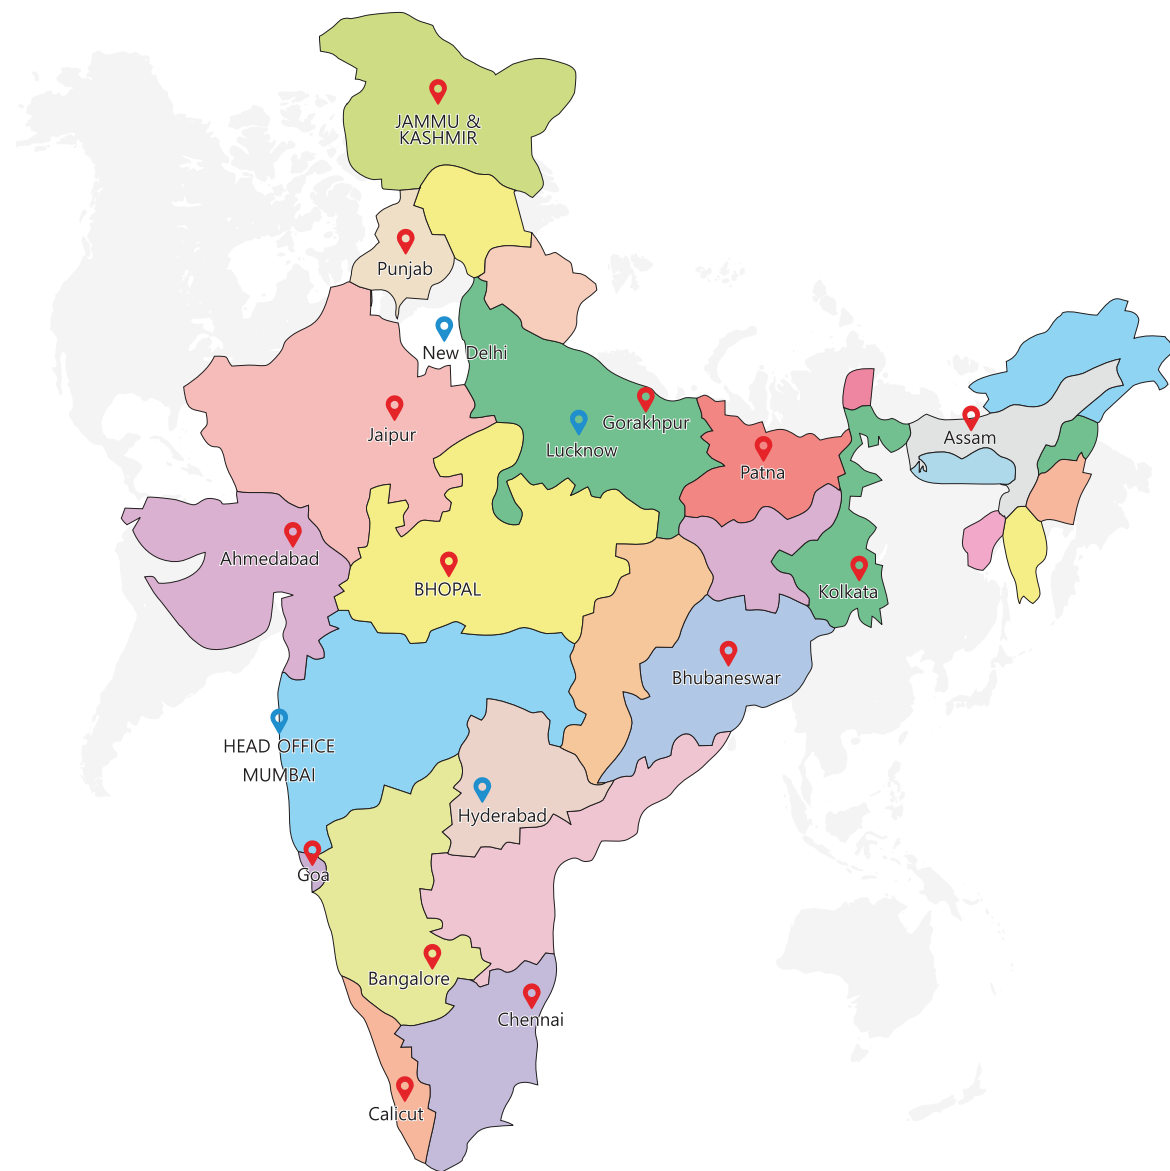 JAMMU &
KASHMIR
Punjab
New Delhi
Jaipur
Gorakhpur
Lucknow
Patna
Assam
Ahmedabad
BHOPAL
Kolkata
Bhubaneswar
HEAD OFFICE
MUMBAI
Hyderabad
Goa
Bangalore
Chennai
Calicut